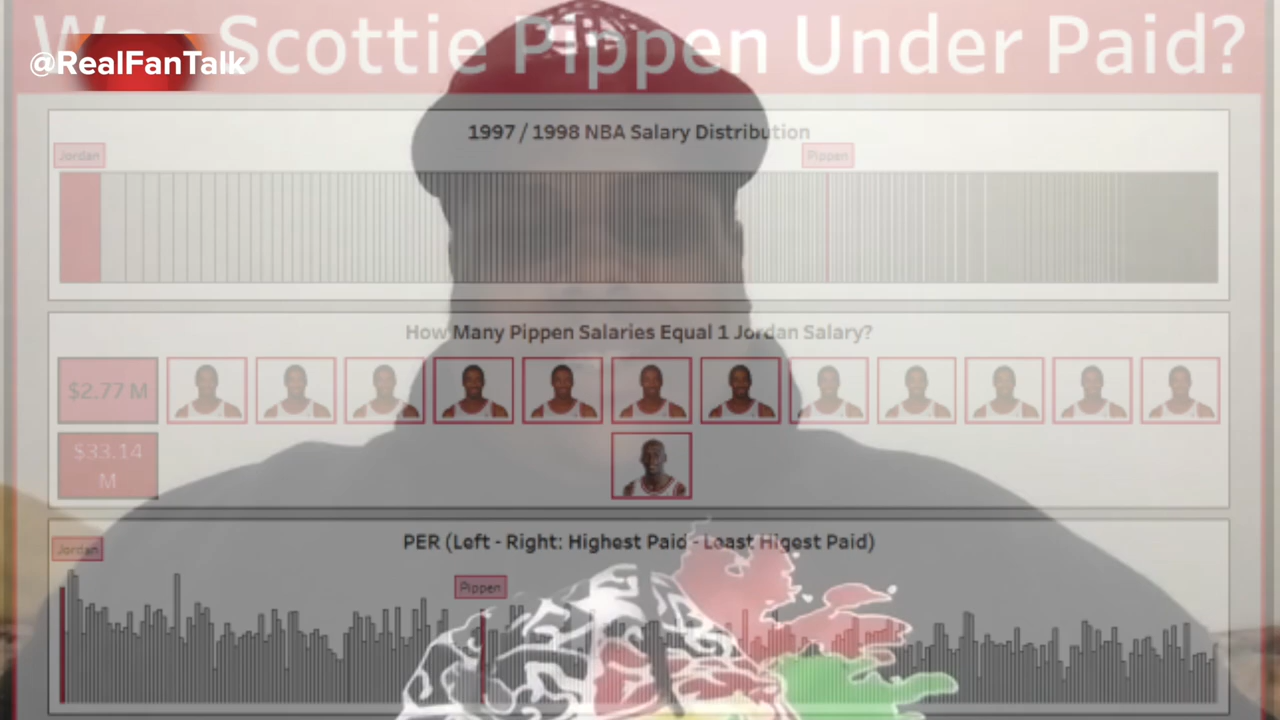 Was Scottie Pippen Under Paid?
@RealFanTalk
1997 / 1998 NBA Salary Distribution
Jordan
Pippen
How Many Pippen Salaries Equal 1 Jordan Salary?
$2.77 M
$33.14
M
PER (Left - Right: Highest Paid - Least Higest Paid)
Jordan
Pippen